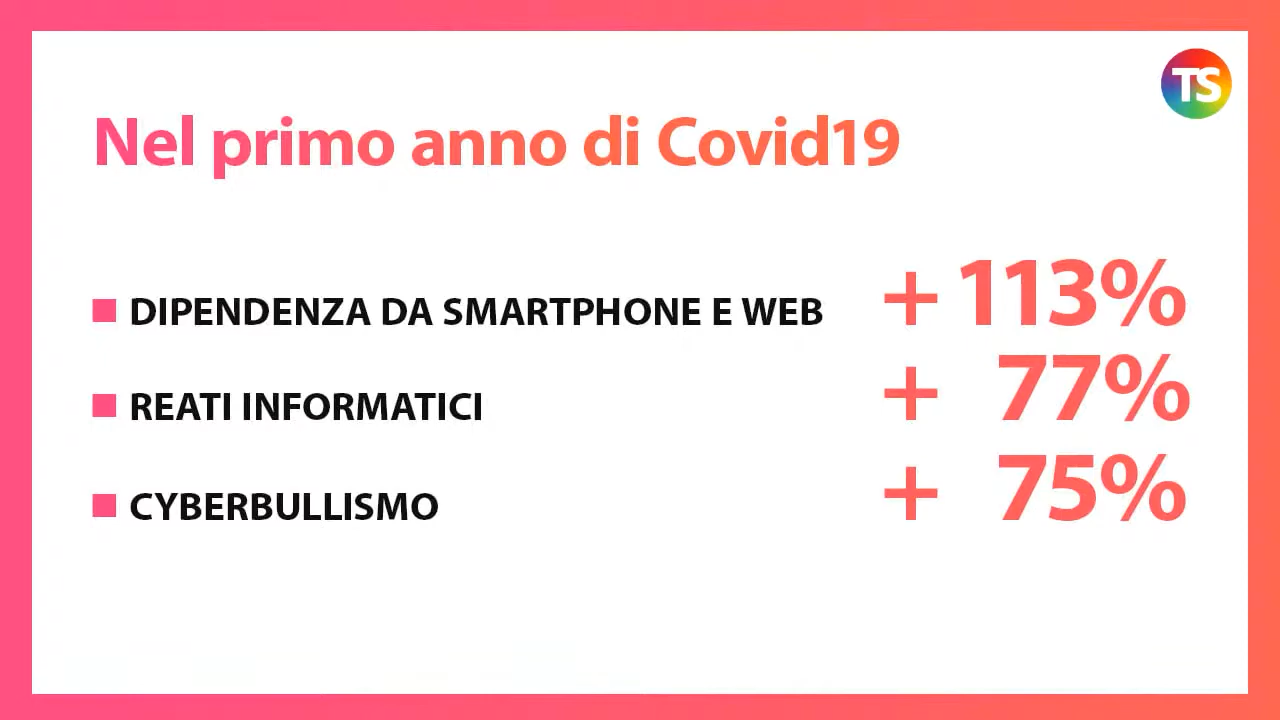 TS
Nel primo anno di Covid19
DIPENDENZA DA SMARTPHONE E WEB + 113%
REATI INFORMATICI + 77%
CYBERBULLISMO + 75%